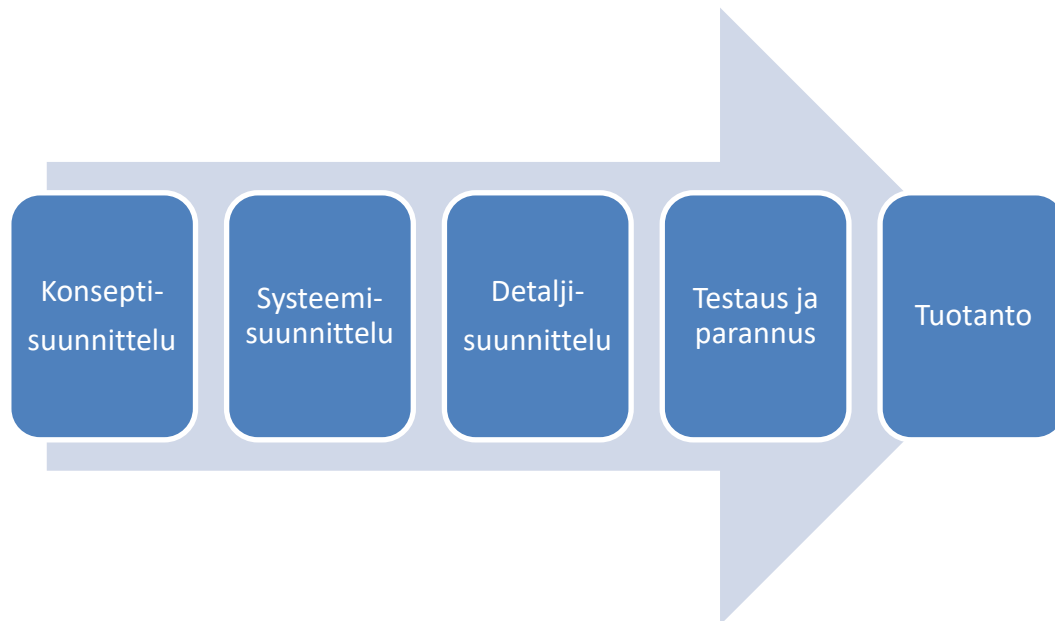 Konsepti-
suunnittelu
Systeemi-
suunnittelu
Detalji-
suunnittelu
Testaus ja
parannus
Tuotanto